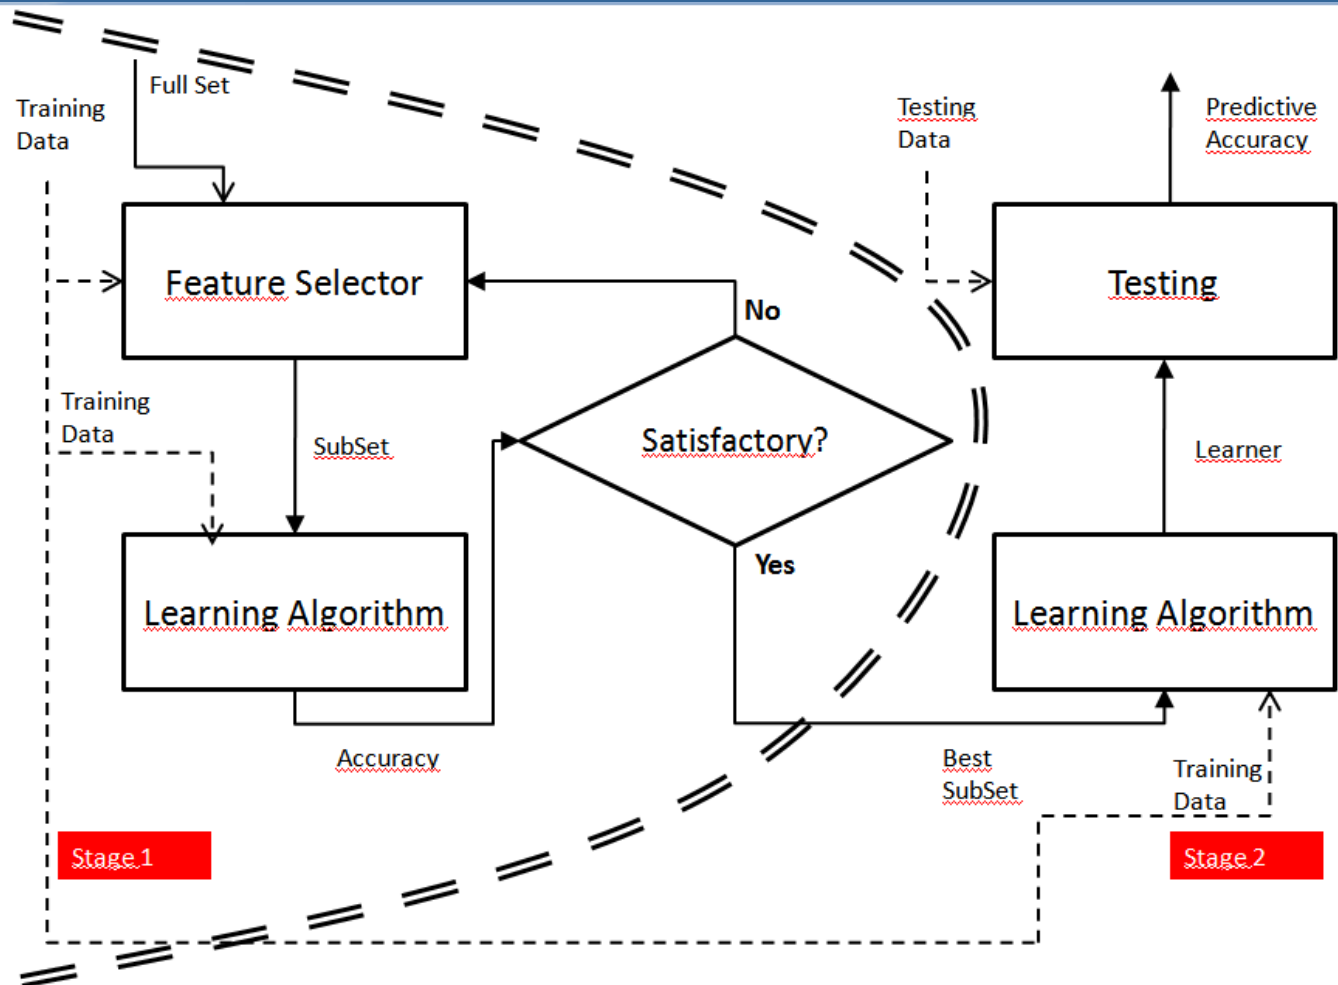 Full Set
Training
Data
Testing
Data
Predictive
Accuracy
Feature Selector
Testing
No
Training
Data
SubSet
Satisfactory?
Learner
Yes
Learning Algorithm
Learning Algorithm
Accuracy
Best
SubSet
Training
Data
Stage 1
Stage 2